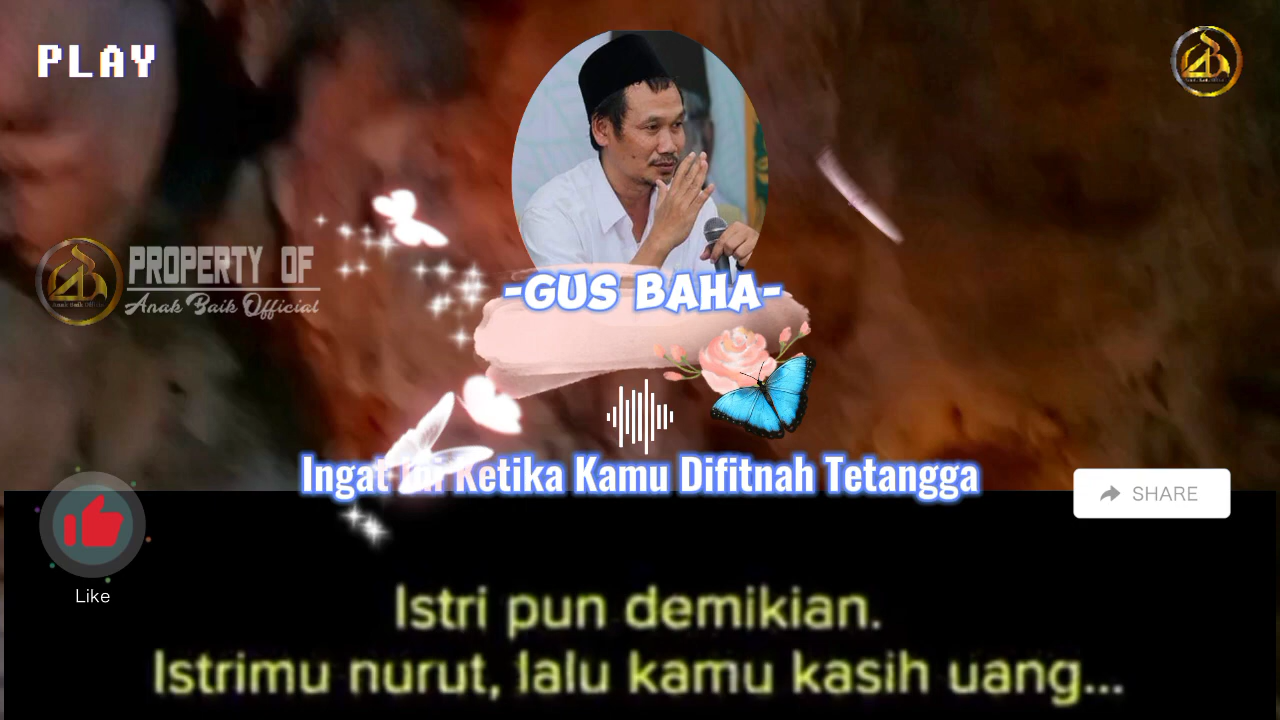 PLAY
PROPERTY OF
Anak Baik Official
-GUS BAHA-
Ingat Ini Ketika Kamu Difitnah Tetangga
SHARE
Like
Istri pun demikian.
Istrimu nurut, lalu kamu kasih uang...